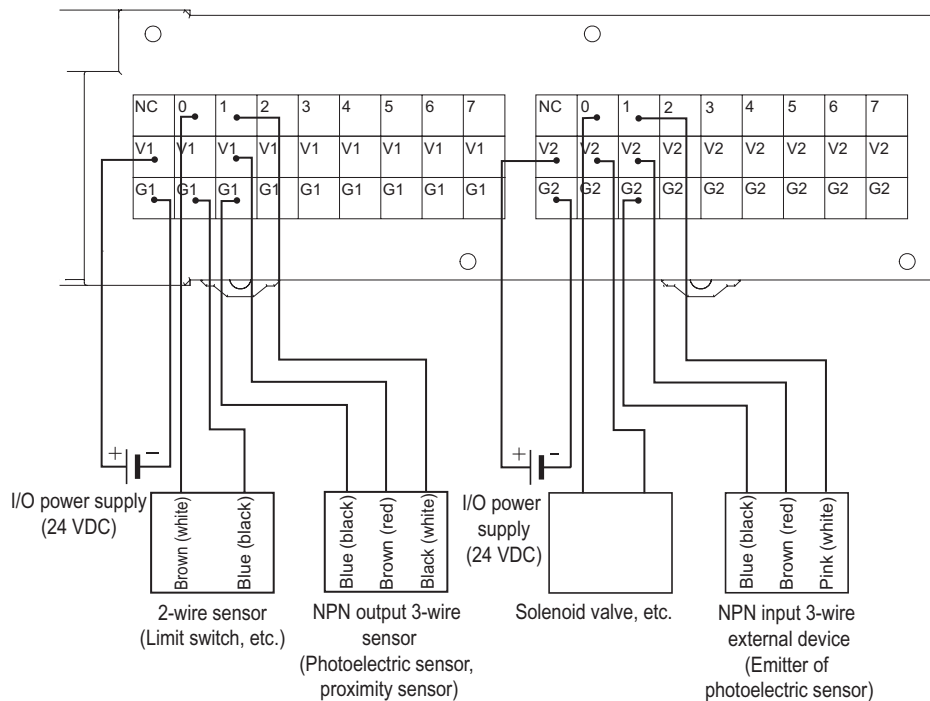 NC 0 1 2 3 4 5 6 7
V1 V1 V1 V1 V1 V1 V1 V1 V1
G1 G1 G1 G1 G1 G1 G1 G1 G1
NC 0 1 2 3 4 5 6 7
V2 V2 V2 V2 V2 V2 V2 V2 V2
G2 G2 G2 G2 G2 G2 G2 G2 G2
+ −
I/O power supply
(24 VDC)
Brown (white)
Blue (black)
2-wire sensor
(Limit switch, etc.)
Blue (black)
Brown (red)
Black (white)
NPN output 3-wire
sensor
(Photoelectric sensor,
proximity sensor)
+ −
I/O power
supply
(24 VDC)
Solenoid valve, etc.
Blue (black)
Brown (red)
Pink (white)
NPN input 3-wire
external device
(Emitter of
photoelectric sensor)